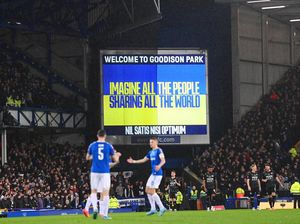 WELCOME TO GOODISON PARK
IMAGINE ALL THE PEOPLE
SHARING ALL THE WORLD
NIL SATIS NISI OPTIMUM
5